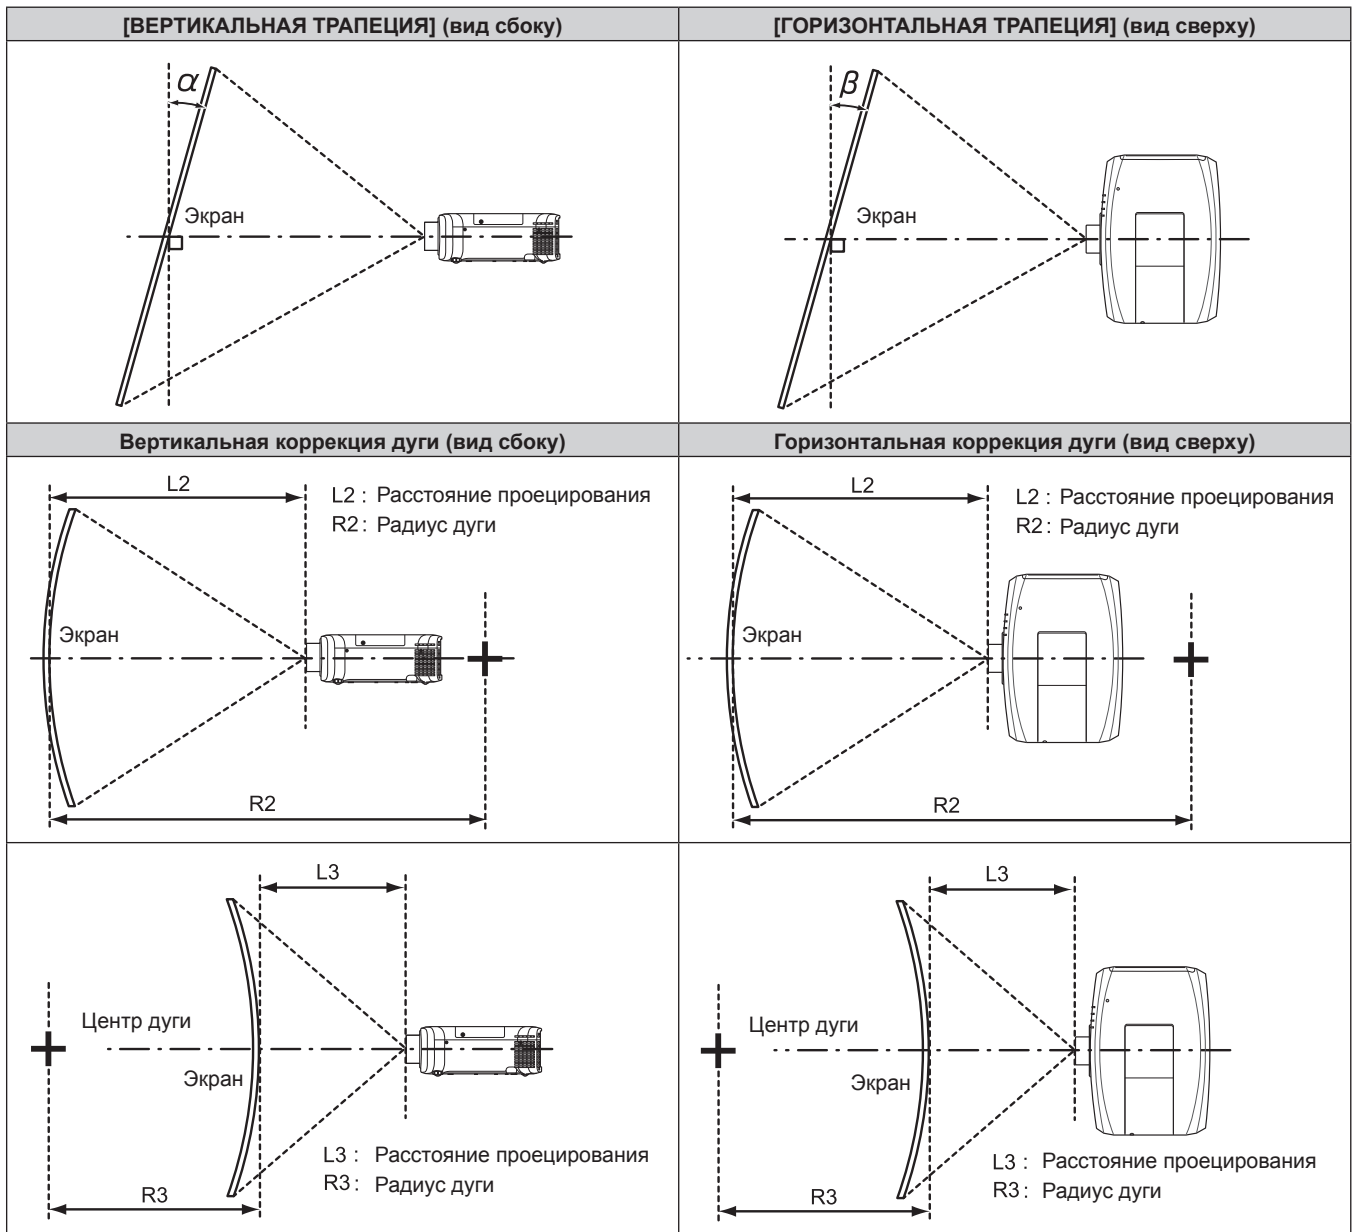 [ВЕРТИКАЛЬНАЯ ТРАПЕЦИЯ] (вид сбоку)
[ГОРИЗОНТАЛЬНАЯ ТРАПЕЦИЯ] (вид сверху)
α
Экран
β
Экран
Вертикальная коррекция дуги (вид сбоку)
Горизонтальная коррекция дуги (вид сверху)
L2
L2 : Расстояние проецирования
R2 : Радиус дуги
Экран
R2
L2
L2 : Расстояние проецирования
R2 : Радиус дуги
Экран
R2
L3
Центр дуги
Экран
L3 : Расстояние проецирования
R3 : Радиус дуги
R3
L3
Центр дуги
Экран
L3 : Расстояние проецирования
R3 : Радиус дуги
R3